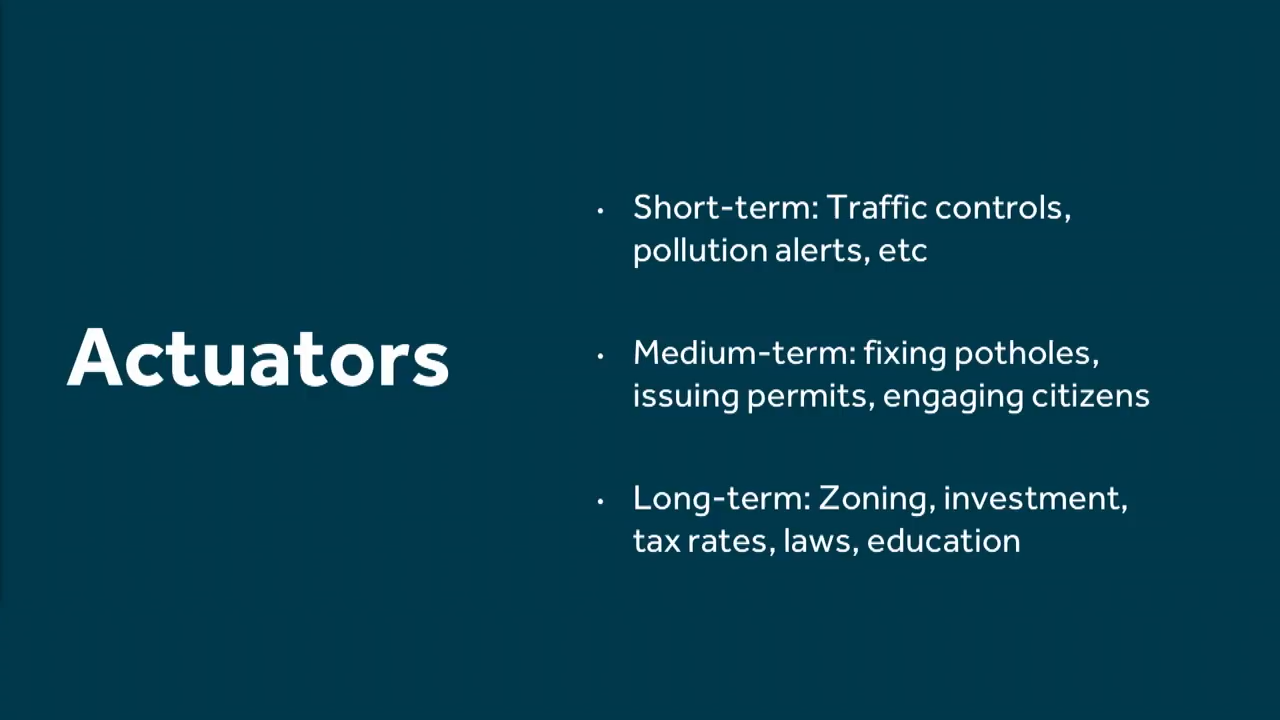 Actuators
• Short-term: Traffic controls,
pollution alerts, etc
• Medium-term: fixing potholes,
issuing permits, engaging citizens
• Long-term: Zoning, investment,
tax rates, laws, education